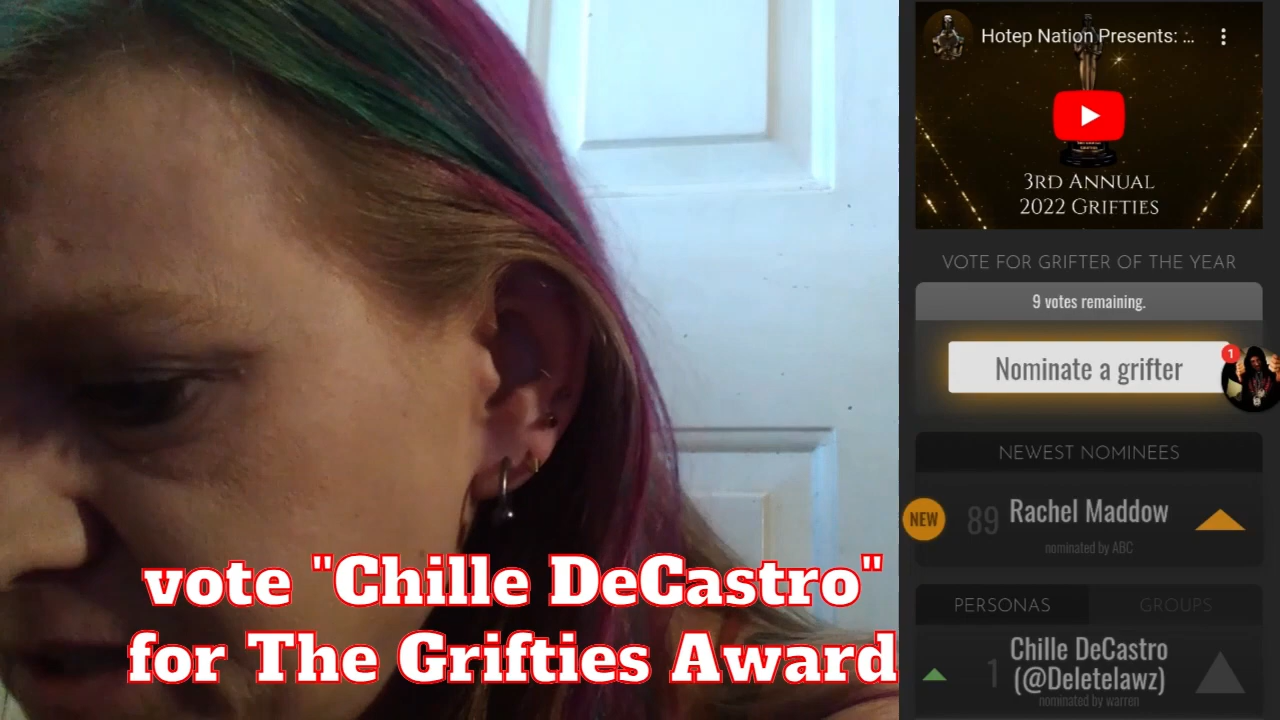 vote "Chille DeCastro"
for The Grifties Award
Hotep Nation Presents: ...
3RD ANNUAL
2022 GRIFTIES
VOTE FOR GRIFTER OF THE YEAR
9 votes remaining.
Nominate a grifter
1
NEWEST NOMINEES
NEW
89 Rachel Maddow
nominated by ABC
PERSONAS GROUPS
1 Chille DeCastro
(@Deletelawz)
nominated by warren